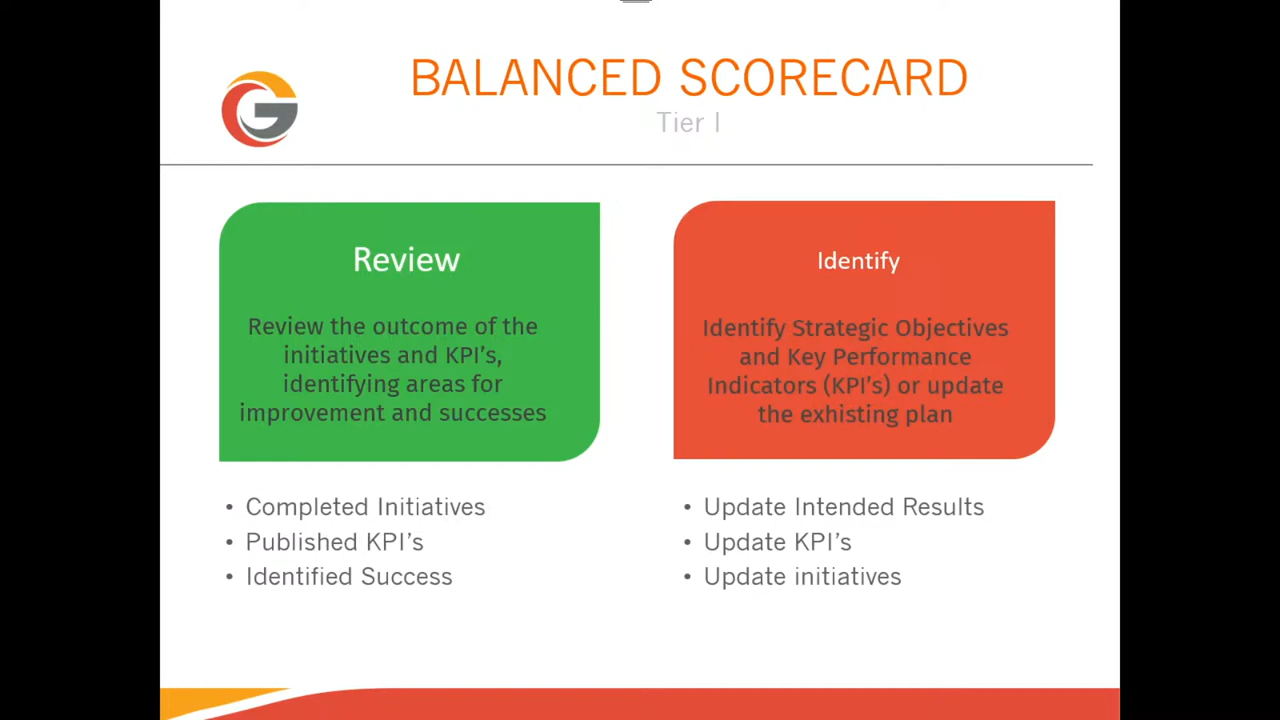 BALANCED SCORECARD
Tier I
Review
Review the outcome of the
initiatives and KPI's,
identifying areas for
improvement and successes
Identify
Identify Strategic Objectives
and Key Performance
Indicators (KPI's) or update
the exhisting plan
• Completed Initiatives
• Published KPI's
• Identified Success
• Update Intended Results
• Update KPI's
• Update initiatives